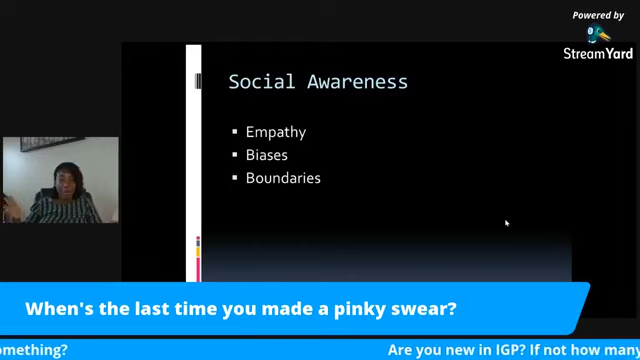 Powered by
StreamYard
Social Awareness
Empathy
Biases
Boundaries
When's the last time you made a pinky swear?
omething? Are you new in IGP? If not how many